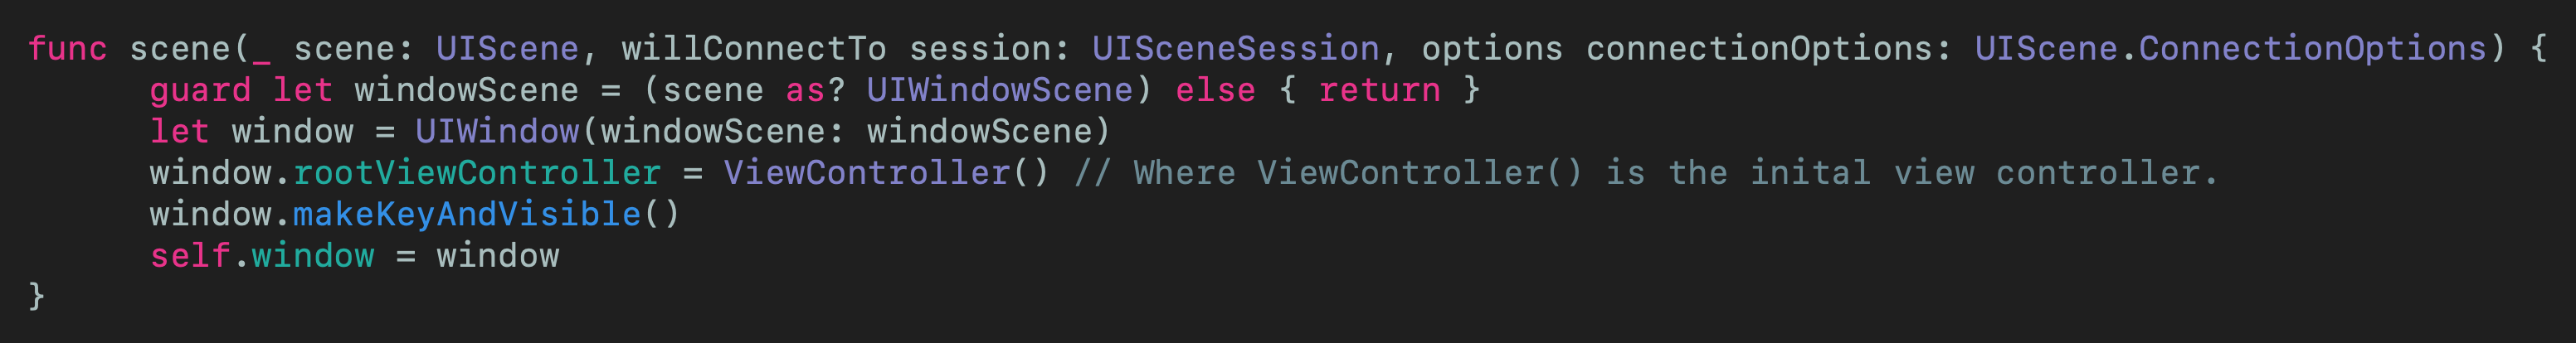 func scene(_ scene: UIScene, willConnectTo session: UISceneSession, options connectionOptions: UIScene.ConnectionOptions) {
guard let windowScene = (scene as? UIWindowScene) else { return }
let window = UIWindow(windowScene: windowScene)
window.rootViewController = ViewController() // Where ViewController() is the inital view controller.
window.makeKeyAndVisible()
self.window = window
}